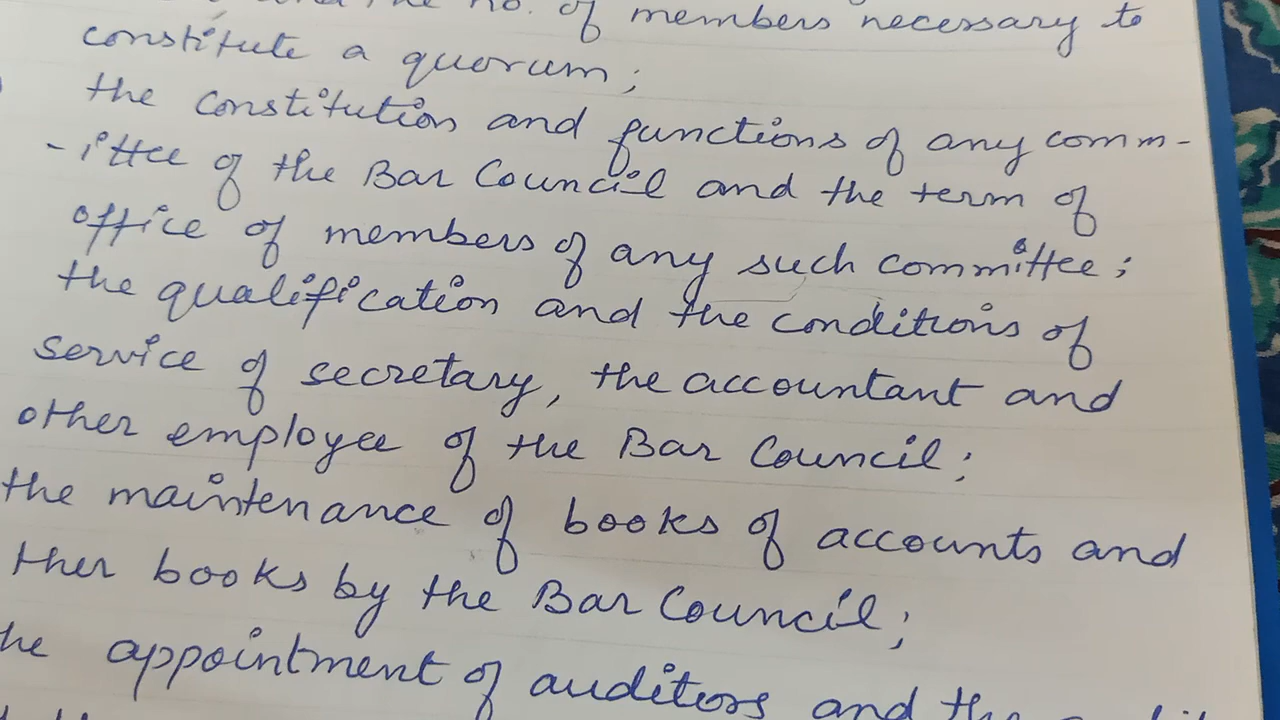 and the no. of members necessary to
constitute a quorum;
the constitution and functions of any comm-
-ittee of the Bar Council and the term of
office of members of any such committee;
the qualification and the conditions of
service of secretary, the accountant and
other employee of the Bar Council;
the maintenance of books of accounts and
ther books by the Bar Council;
he appointment of auditors and the